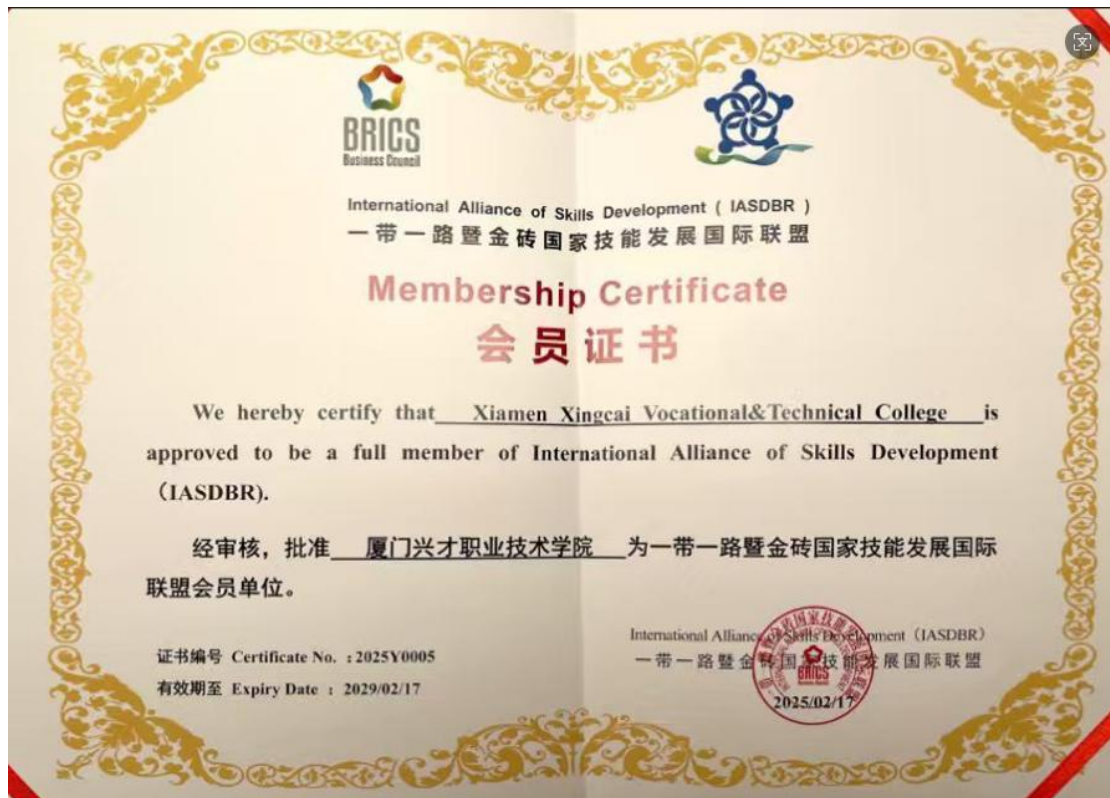 BRICS
Business Council
International Alliance of Skills Development ( IASDBR )
一带一路暨金砖国家技能发展国际联盟
Membership Certificate
会员证书
We hereby certify that Xiamen Xingcai Vocational&Technical College is
approved to be a full member of International Alliance of Skills Development
（IASDBR).
经审核，批准 厦门兴才职业技术学院 为一带一路暨金砖国家技能发展国际
联盟会员单位。
International Alliance of Skills Development（IASDBR）
证书编号 Certificate No. :2025Y0005
一带一路暨金砖国家技能发展国际联盟
有效期至 Expiry Date : 2029/02/17
BRICS
2025/02/17